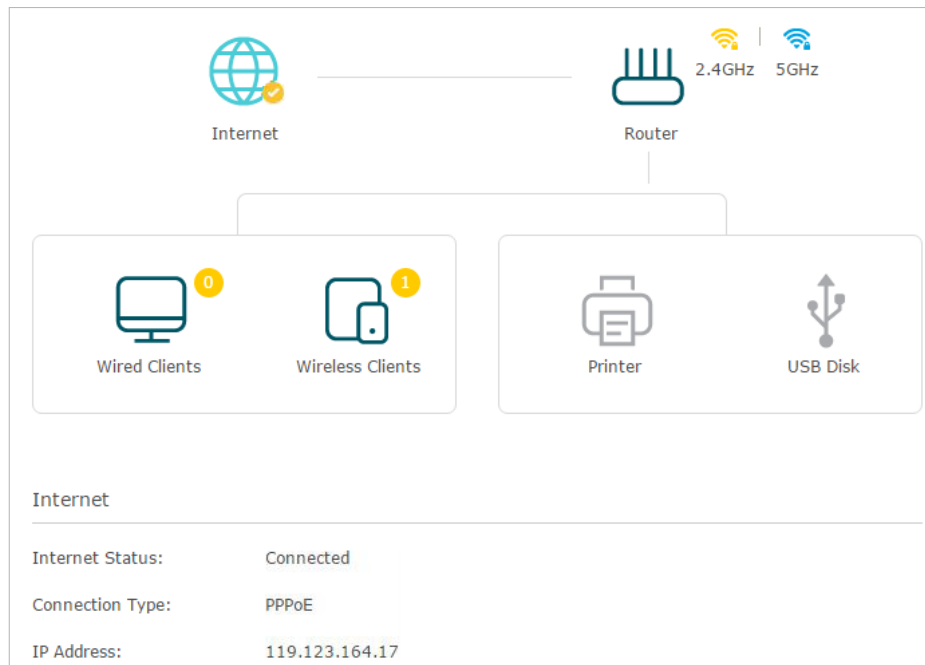 2.4GHz 5GHz
Internet Router
0 1
Wired Clients Wireless Clients Printer USB Disk
Internet
Internet Status: Connected
Connection Type: PPPoE
IP Address: 119.123.164.17